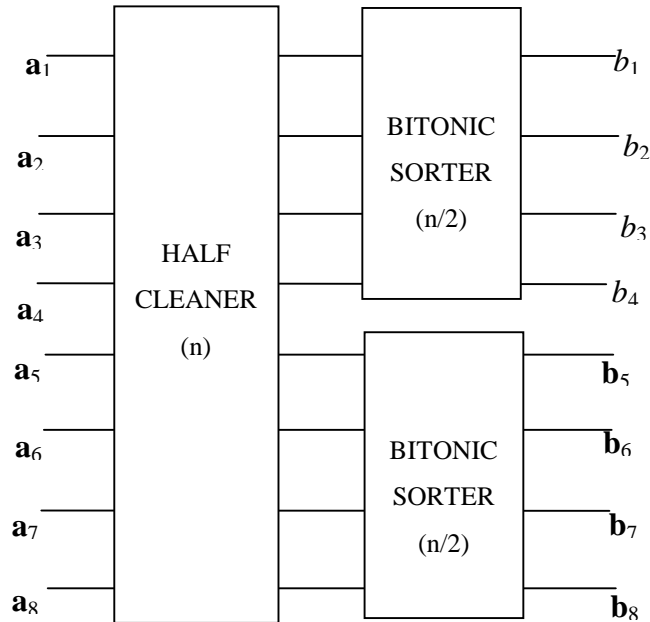 a₁
a₂
a₃
a₄
a₅
a₆
a₇
a₈
HALF
CLEANER
(n)
BITONIC
SORTER
(n/2)
BITONIC
SORTER
(n/2)
b₁
b₂
b₃
b₄
b₅
b₆
b₇
b₈